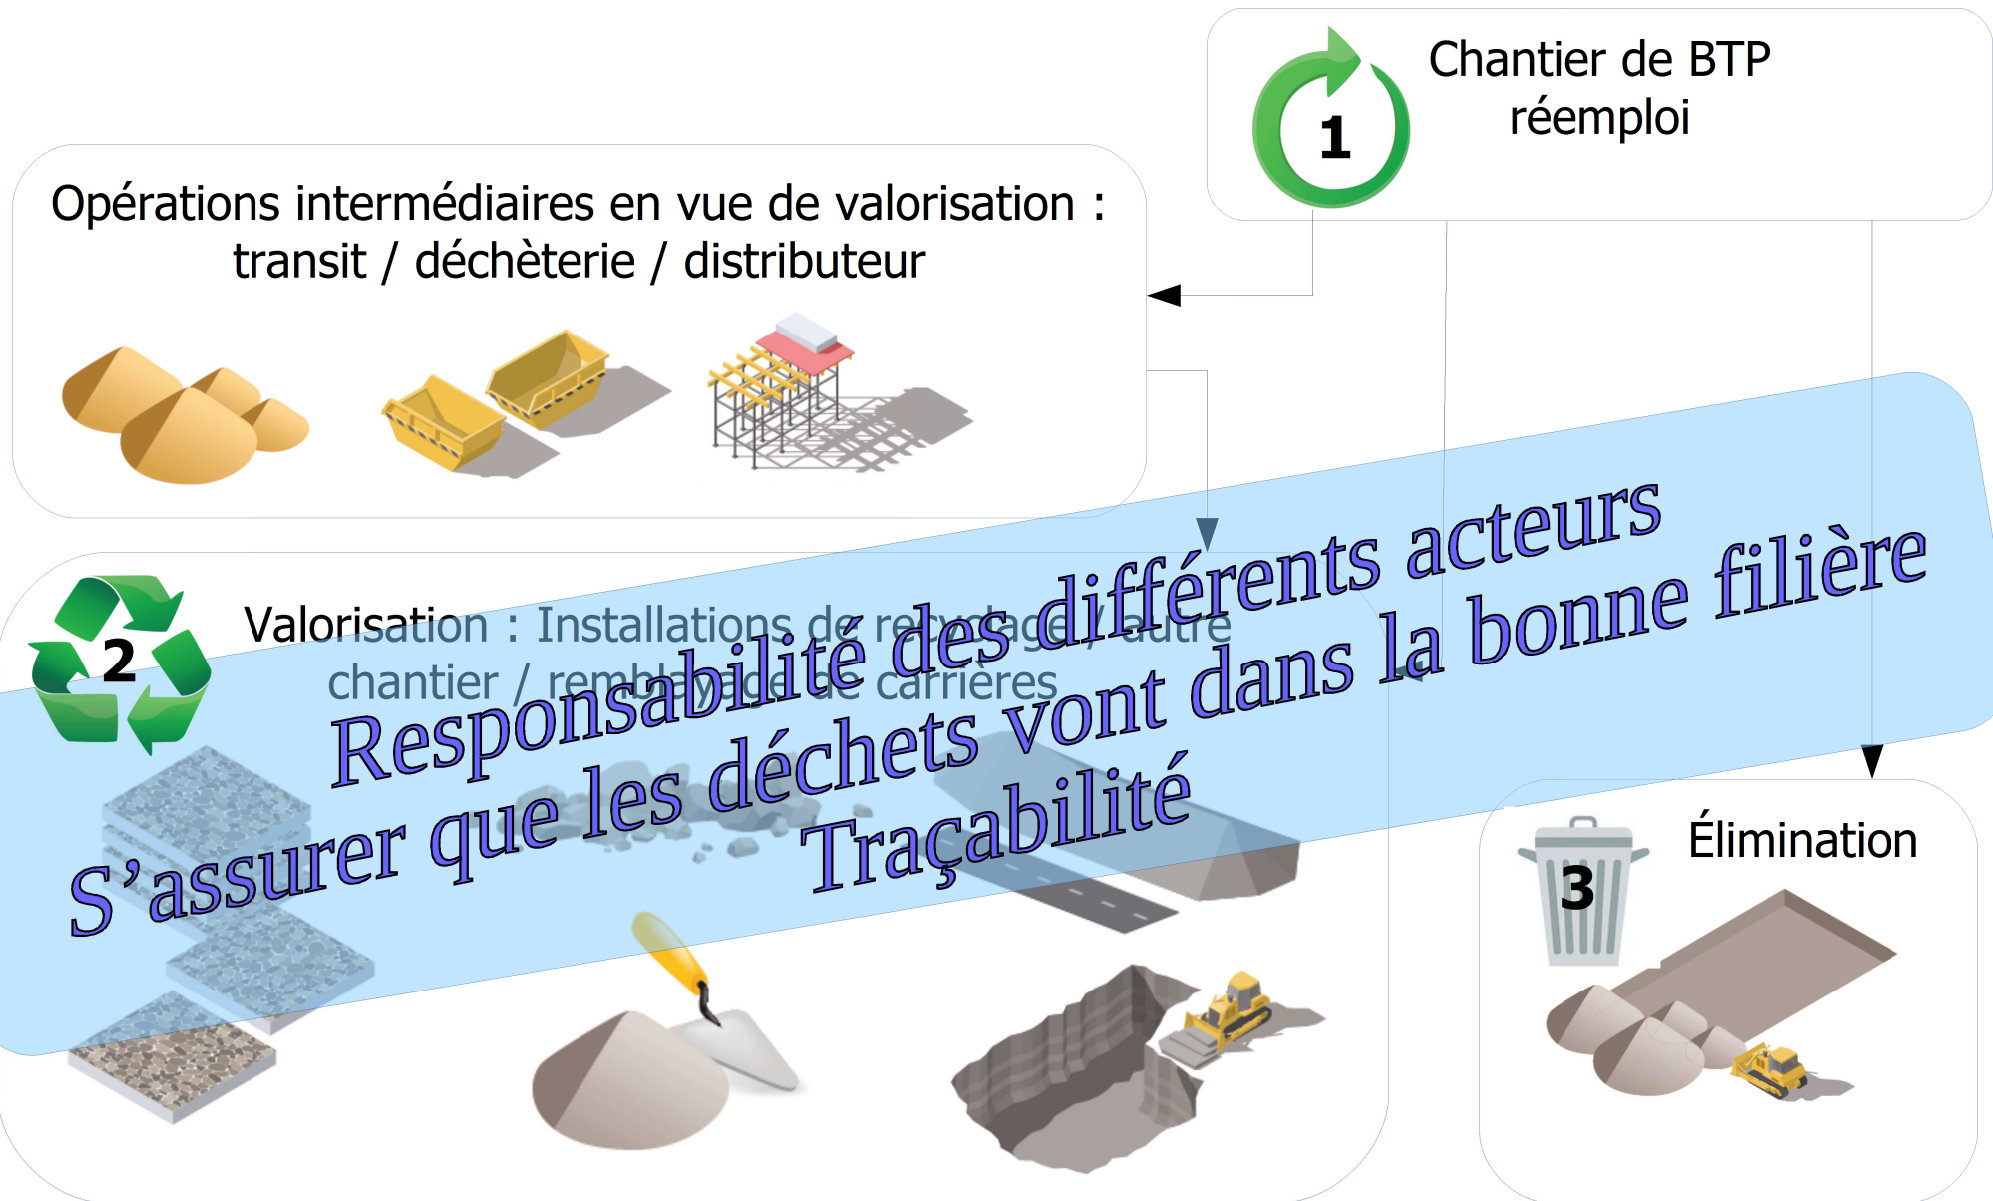 1
Chantier de BTP
réemploi
Opérations intermédiaires en vue de valorisation :
transit / déchèterie / distributeur
2
Valorisation : Installations de recyclage / autre
chantier / remblayage de carrières
Responsabilité des différents acteurs
S’assurer que les déchets vont dans la bonne filière
Traçabilité
3
Élimination